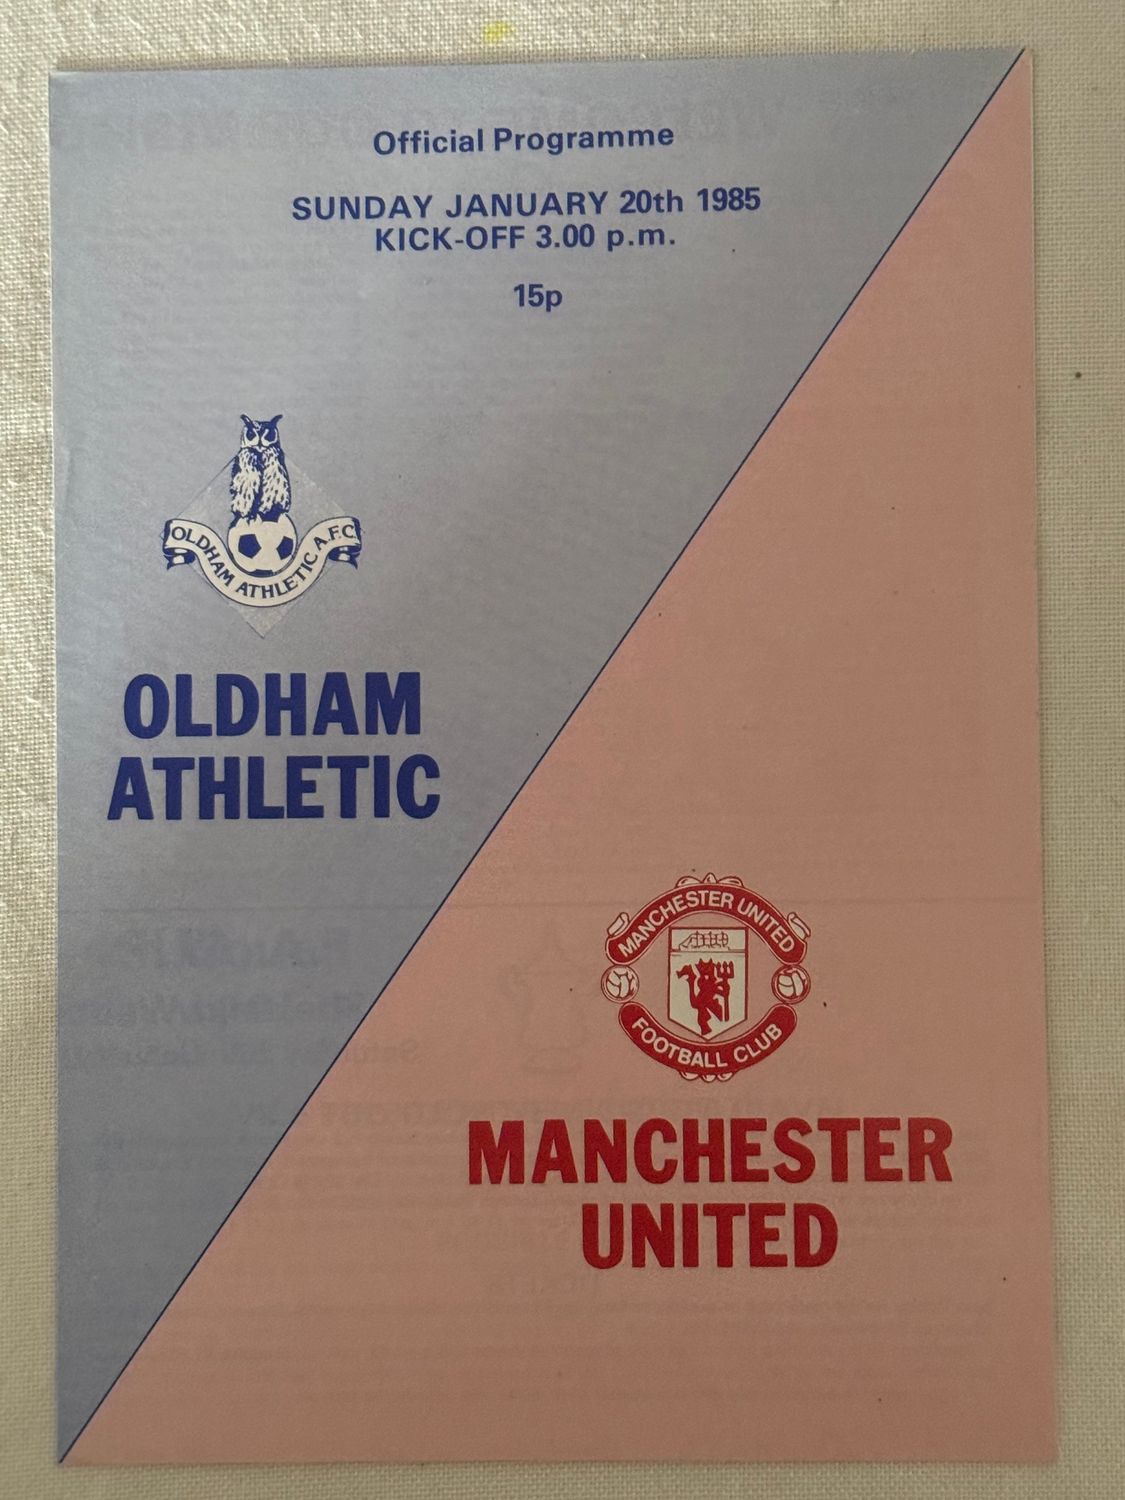 Official Programme
SUNDAY JANUARY 20th 1985
KICK-OFF 3.00 p.m.
15p
OLDHAM ATHLETIC A.F.C.
OLDHAM
ATHLETIC
MANCHESTER UNITED
FOOTBALL CLUB
MANCHESTER
UNITED